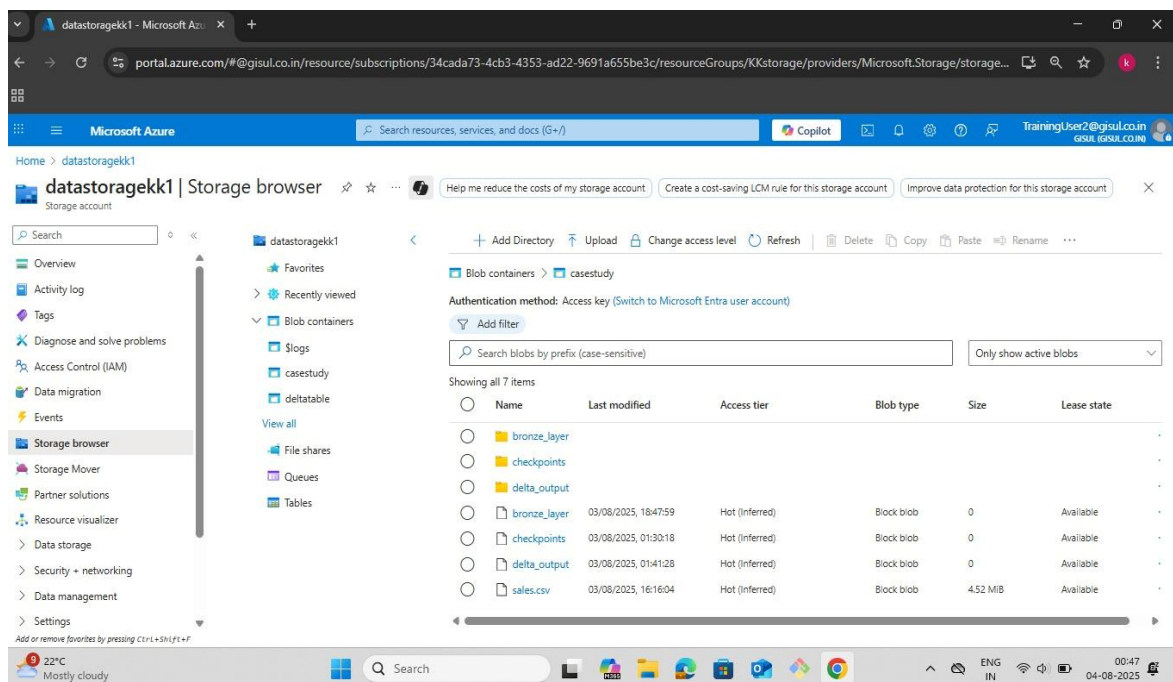 datastoragekk1 - Microsoft Azu
portal.azure.com/#@gisul.co.in/resource/subscriptions/34cada73-4cb3-4353-ad22-9691a655be3c/resourceGroups/KKstorage/providers/Microsoft.Storage/storage...
k
Microsoft Azure
Search resources, services, and docs (G+/)
Copilot
TrainingUser2@gisul.co.in
GISUL (GISUL.CO.IN)
Home > datastoragekk1
datastoragekk1 | Storage browser
Storage account
Help me reduce the costs of my storage account
Create a cost-saving LCM rule for this storage account
Improve data protection for this storage account
Search
Overview
Activity log
Tags
Diagnose and solve problems
Access Control (IAM)
Data migration
Events
Storage browser
Storage Mover
Partner solutions
Resource visualizer
Data storage
Security + networking
Data management
Settings
Add or remove favorites by pressing Ctrl+Shift+F
datastoragekk1
Favorites
Recently viewed
Blob containers
$logs
casestudy
deltatable
View all
File shares
Queues
Tables
Add Directory Upload Change access level Refresh Delete Copy Paste Rename ...
Blob containers > casestudy
Authentication method: Access key (Switch to Microsoft Entra user account)
Add filter
Search blobs by prefix (case-sensitive)
Only show active blobs
Showing all 7 items
Name Last modified Access tier Blob type Size Lease state
bronze_layer
checkpoints
delta_output
bronze_layer 03/08/2025, 18:47:59 Hot (Inferred) Block blob 0 Available
checkpoints 03/08/2025, 01:30:18 Hot (Inferred) Block blob 0 Available
delta_output 03/08/2025, 01:41:28 Hot (Inferred) Block blob 0 Available
sales.csv 03/08/2025, 16:16:04 Hot (Inferred) Block blob 4.52 MiB Available
9
22°C
Mostly cloudy
Search
M365
ENG
IN
00:47
04-08-2025